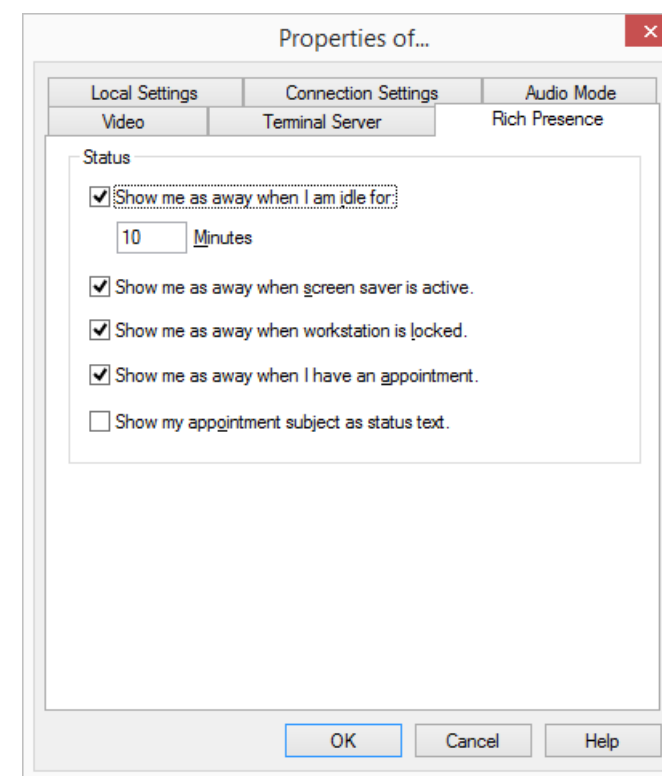 Properties of...
Local Settings Connection Settings Audio Mode
Video Terminal Server Rich Presence
Status
Show me as away when I am idle for:
10 Minutes
Show me as away when screen saver is active.
Show me as away when workstation is locked.
Show me as away when I have an appointment.
Show my appointment subject as status text.
OK Cancel Help